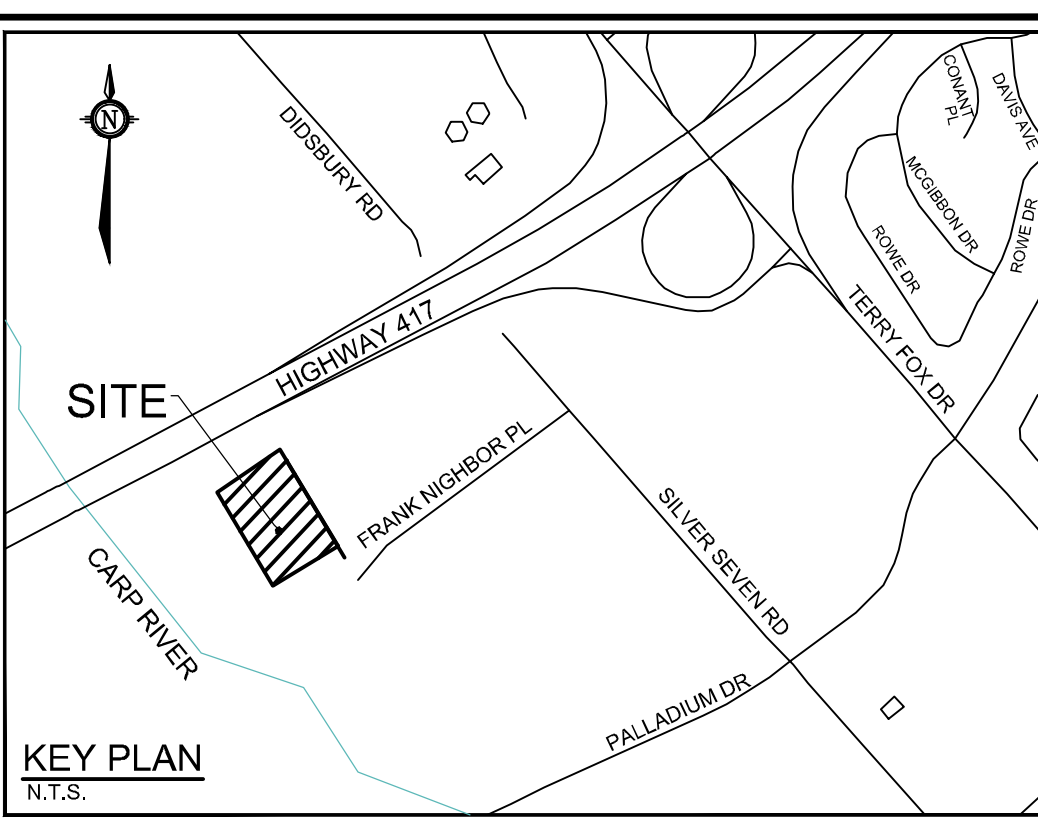 N
DIDSBURY RD
CONANT
PL
DAVIS AVE
MCGIBBON DR
ROWE DR
ROWE DR
HIGHWAY 417
TERRY FOX DR
SITE
FRANK NIGHBOR PL
SILVER SEVEN RD
CARP RIVER
PALLADIUM DR
KEY PLAN
N.T.S.